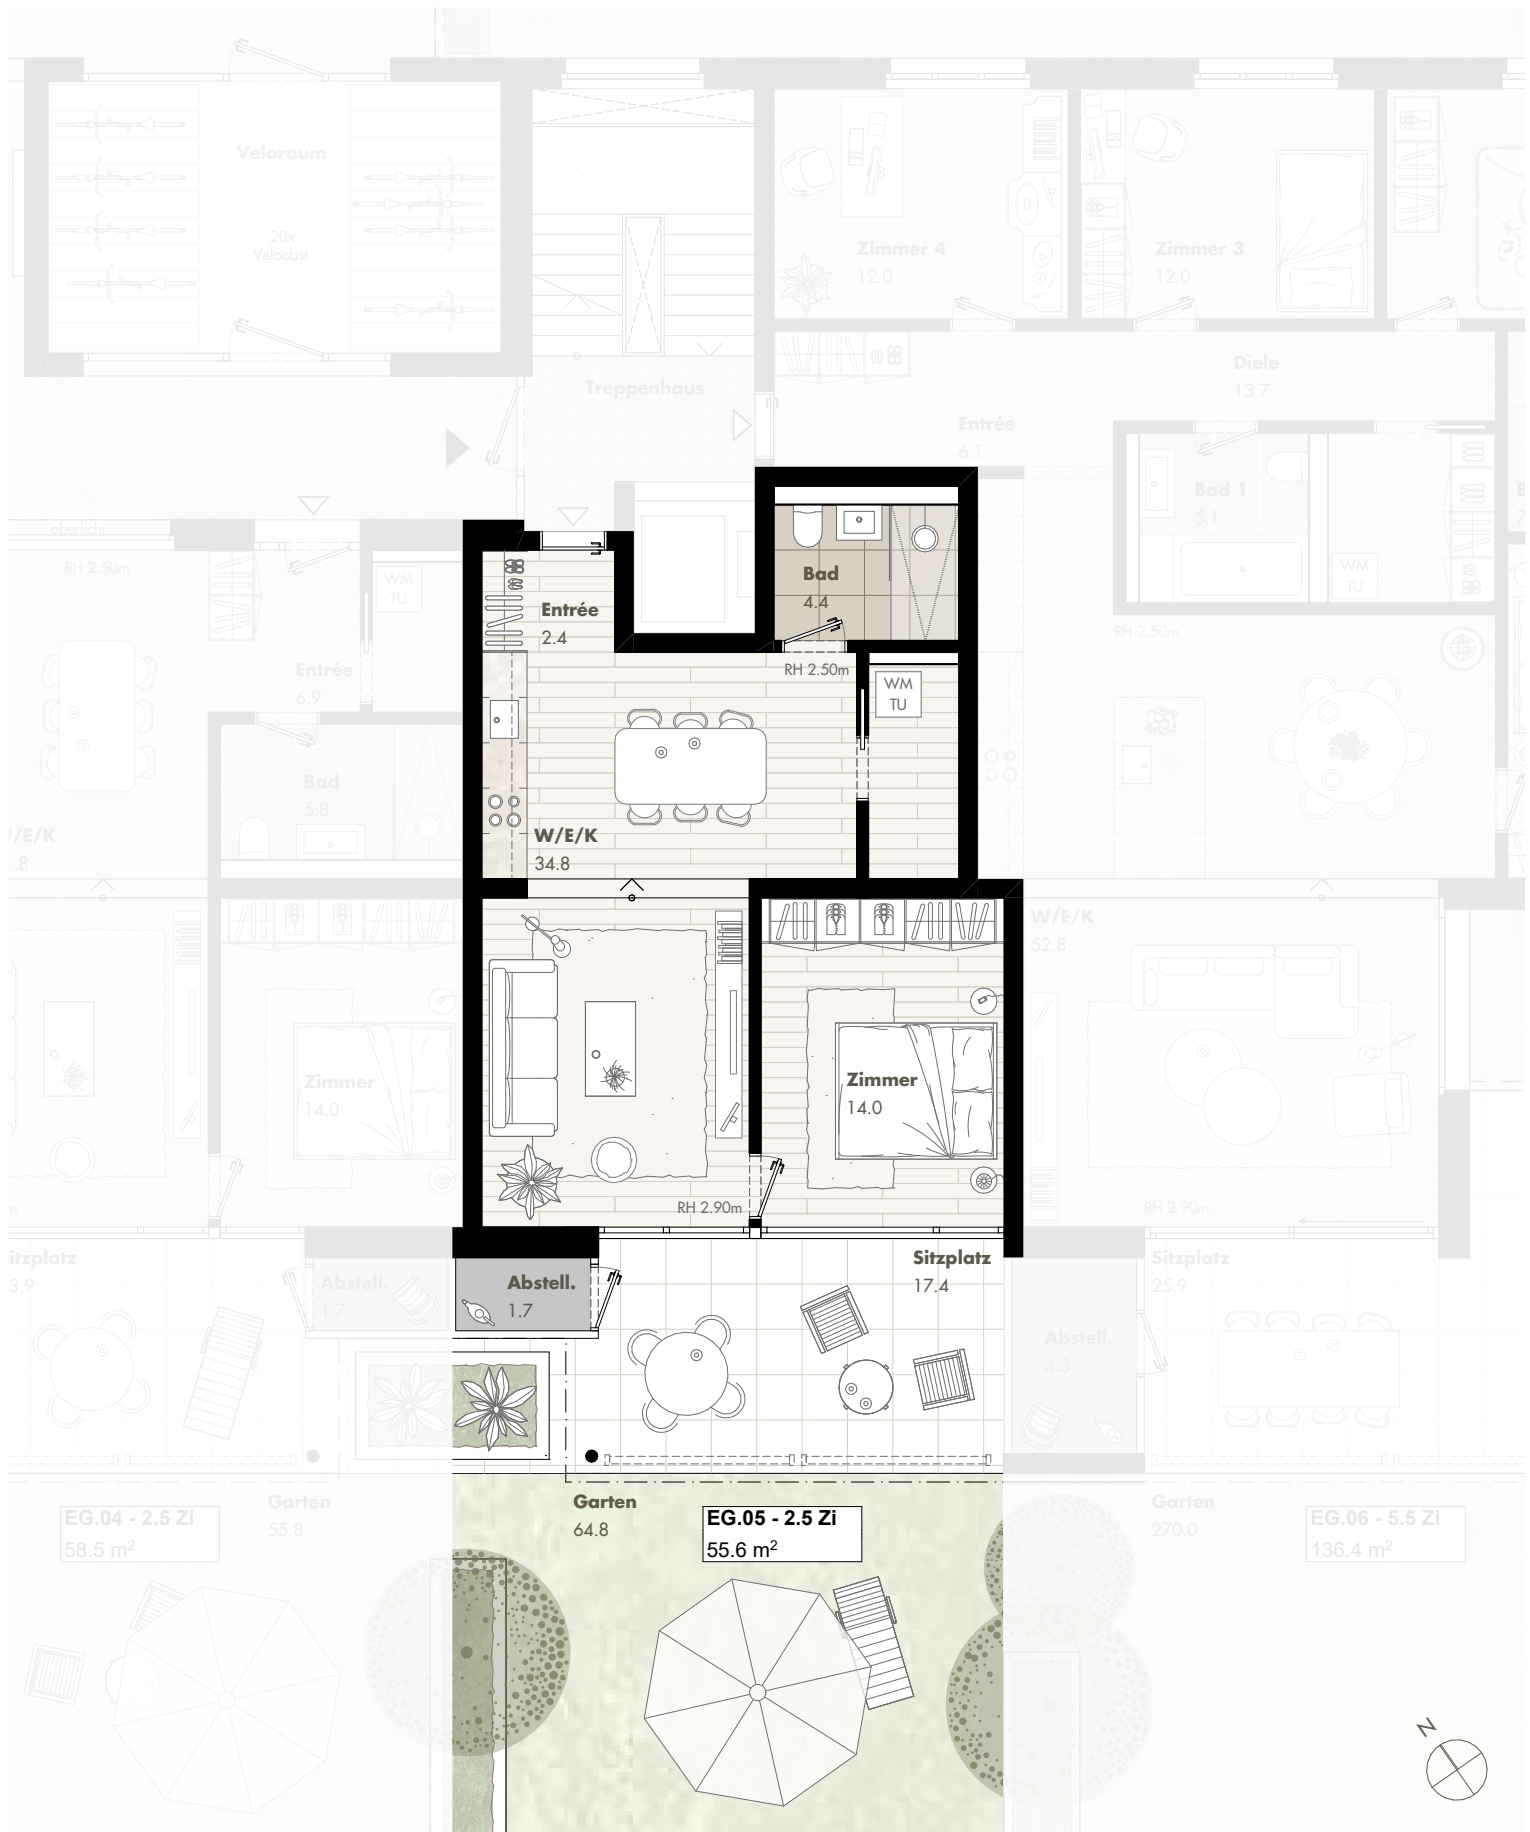 Veloraum
20x
Veloabst.
Zimmer 4
12.0
Zimmer 3
12.0
Treppenhaus
Diele
13.7
Entrée
6.1
Bad 1
5.1
WM
TU
oberlicht
RH 2.50m
WM
TU
Entrée
6.9
Bad
5.8
Entrée
2.4
Bad
4.4
RH 2.50m
WM
TU
RH 2.50m
W/E/K
34.8
/E/K
.8
W/E/K
52.8
Zimmer
14.0
Zimmer
14.0
RH 2.90m
RH 2.90m
itzplatz
3.9
Abstell.
1.7
Abstell.
1.7
Sitzplatz
17.4
Sitzplatz
25.9
Abstell.
4.3
EG.04 - 2.5 Zi
58.5 m²
Garten
55.8
Garten
64.8
EG.05 - 2.5 Zi
55.6 m²
Garten
270.0
EG.06 - 5.5 Zi
136.4 m²
N